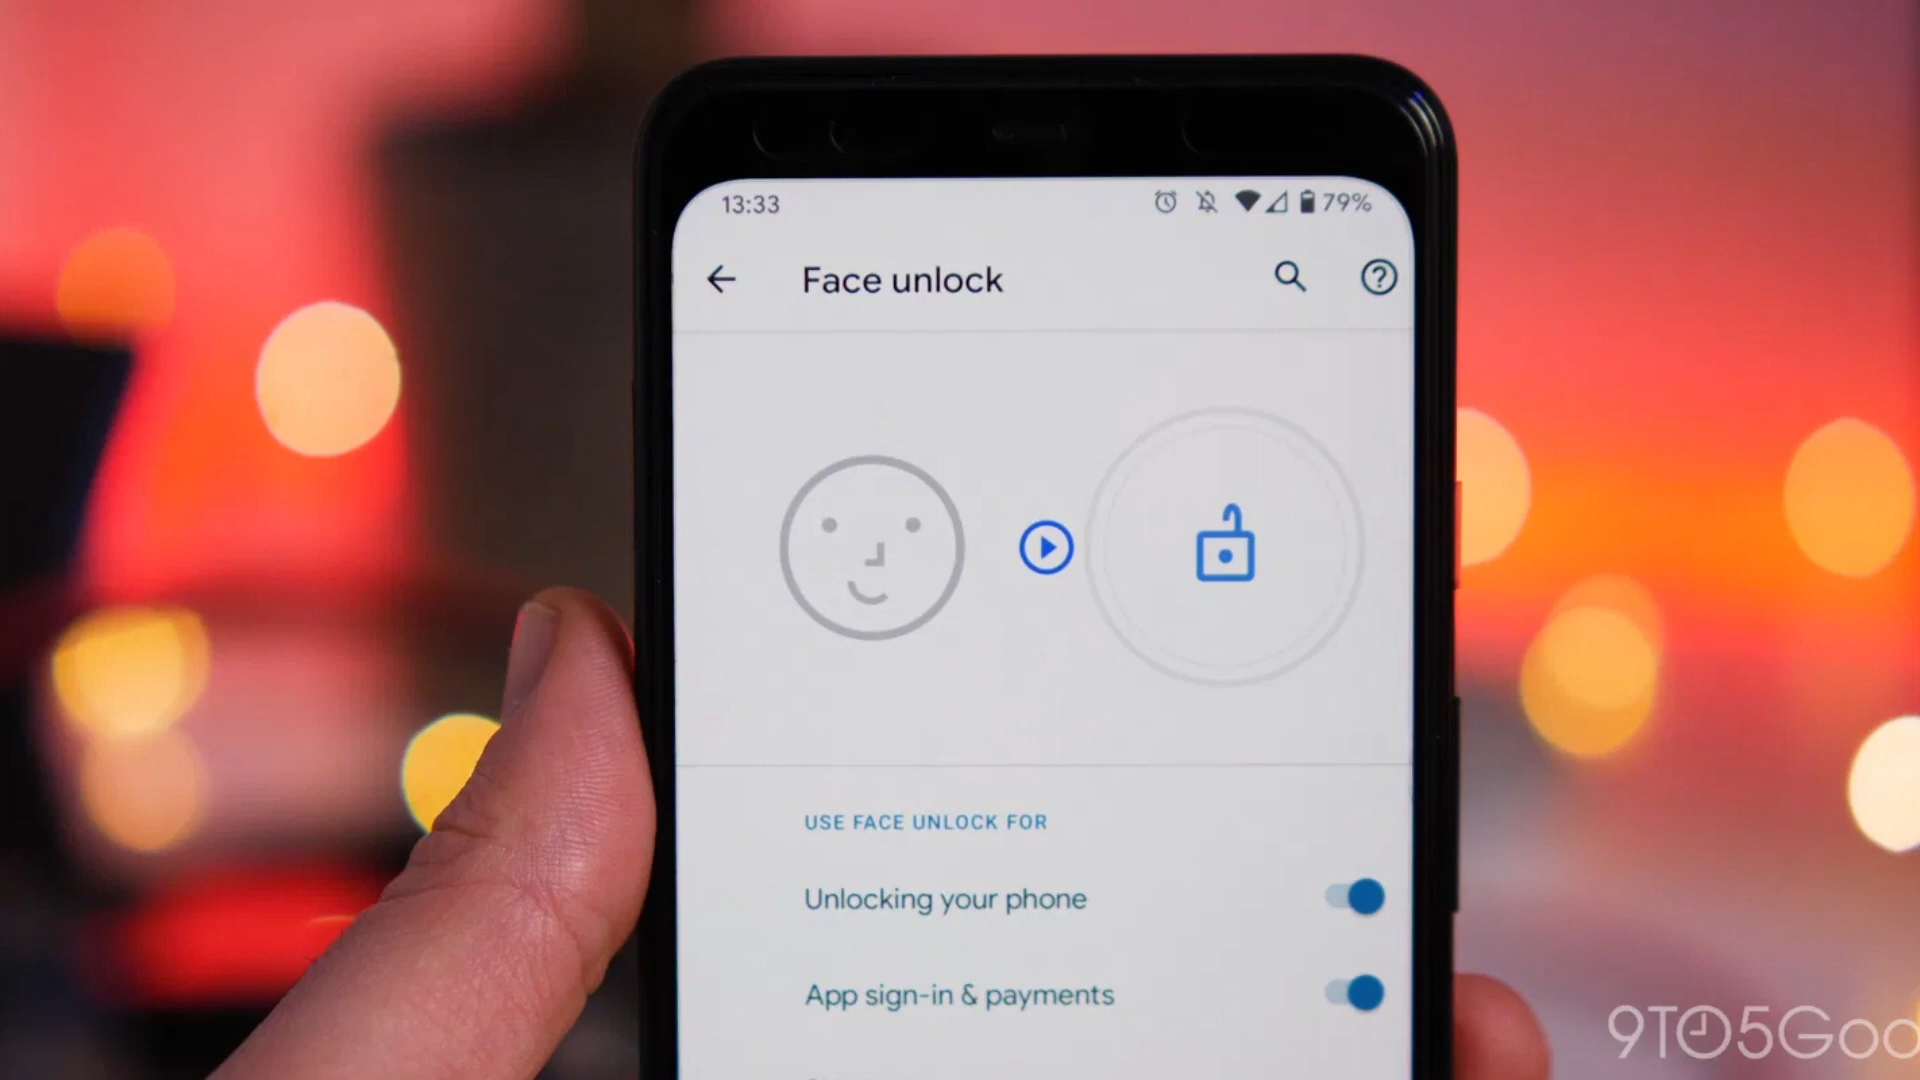 13:33 79%
Face unlock
USE FACE UNLOCK FOR
Unlocking your phone
App sign-in & payments
9TO5Goo